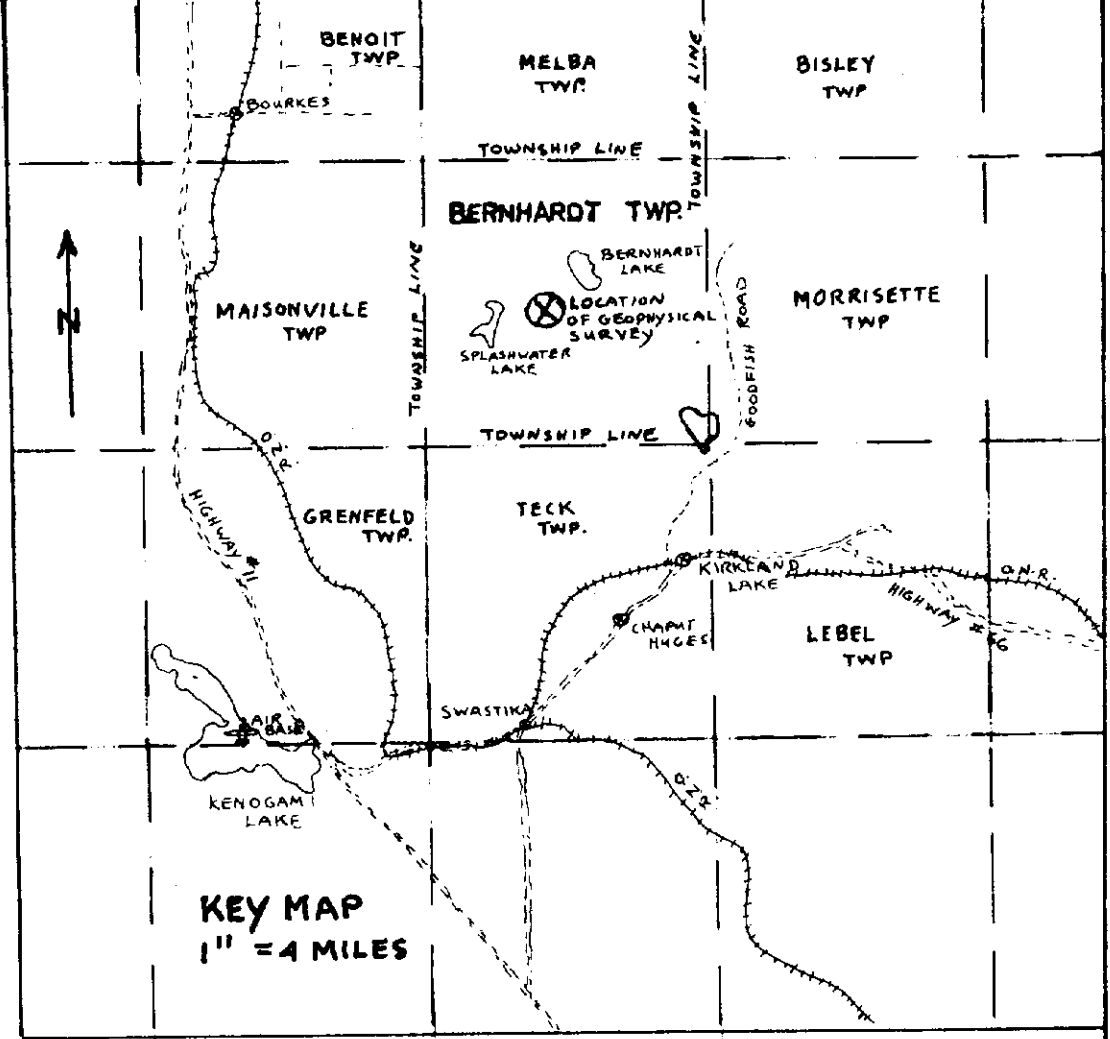 BENOIT
TWP
MELBA
TWP.
BISLEY
TWP
BOURKES
TOWNSHIP LINE
TOWNSHIP LINE
BERNHARDT TWP.
BERNHARDT
LAKE
TOWNSHIP LINE
N
MAISONVILLE
TWP
LOCATION
OF GEOPHYSICAL
SURVEY
MORRISETTE
TWP
SPLASHWATER
LAKE
GOODFISH ROAD
TOWNSHIP LINE
O.N.R.
HIGHWAY #11
GRENFELD
TWP.
TECK
TWP.
KIRKLAND
LAKE
O.N.R.
HIGHWAY #66
CHAPUT
HUGES
LEBEL
TWP
SWASTIKA
AIR
BASE
O.N.R.
KENOGAMI
LAKE
KEY MAP
1" = 4 MILES